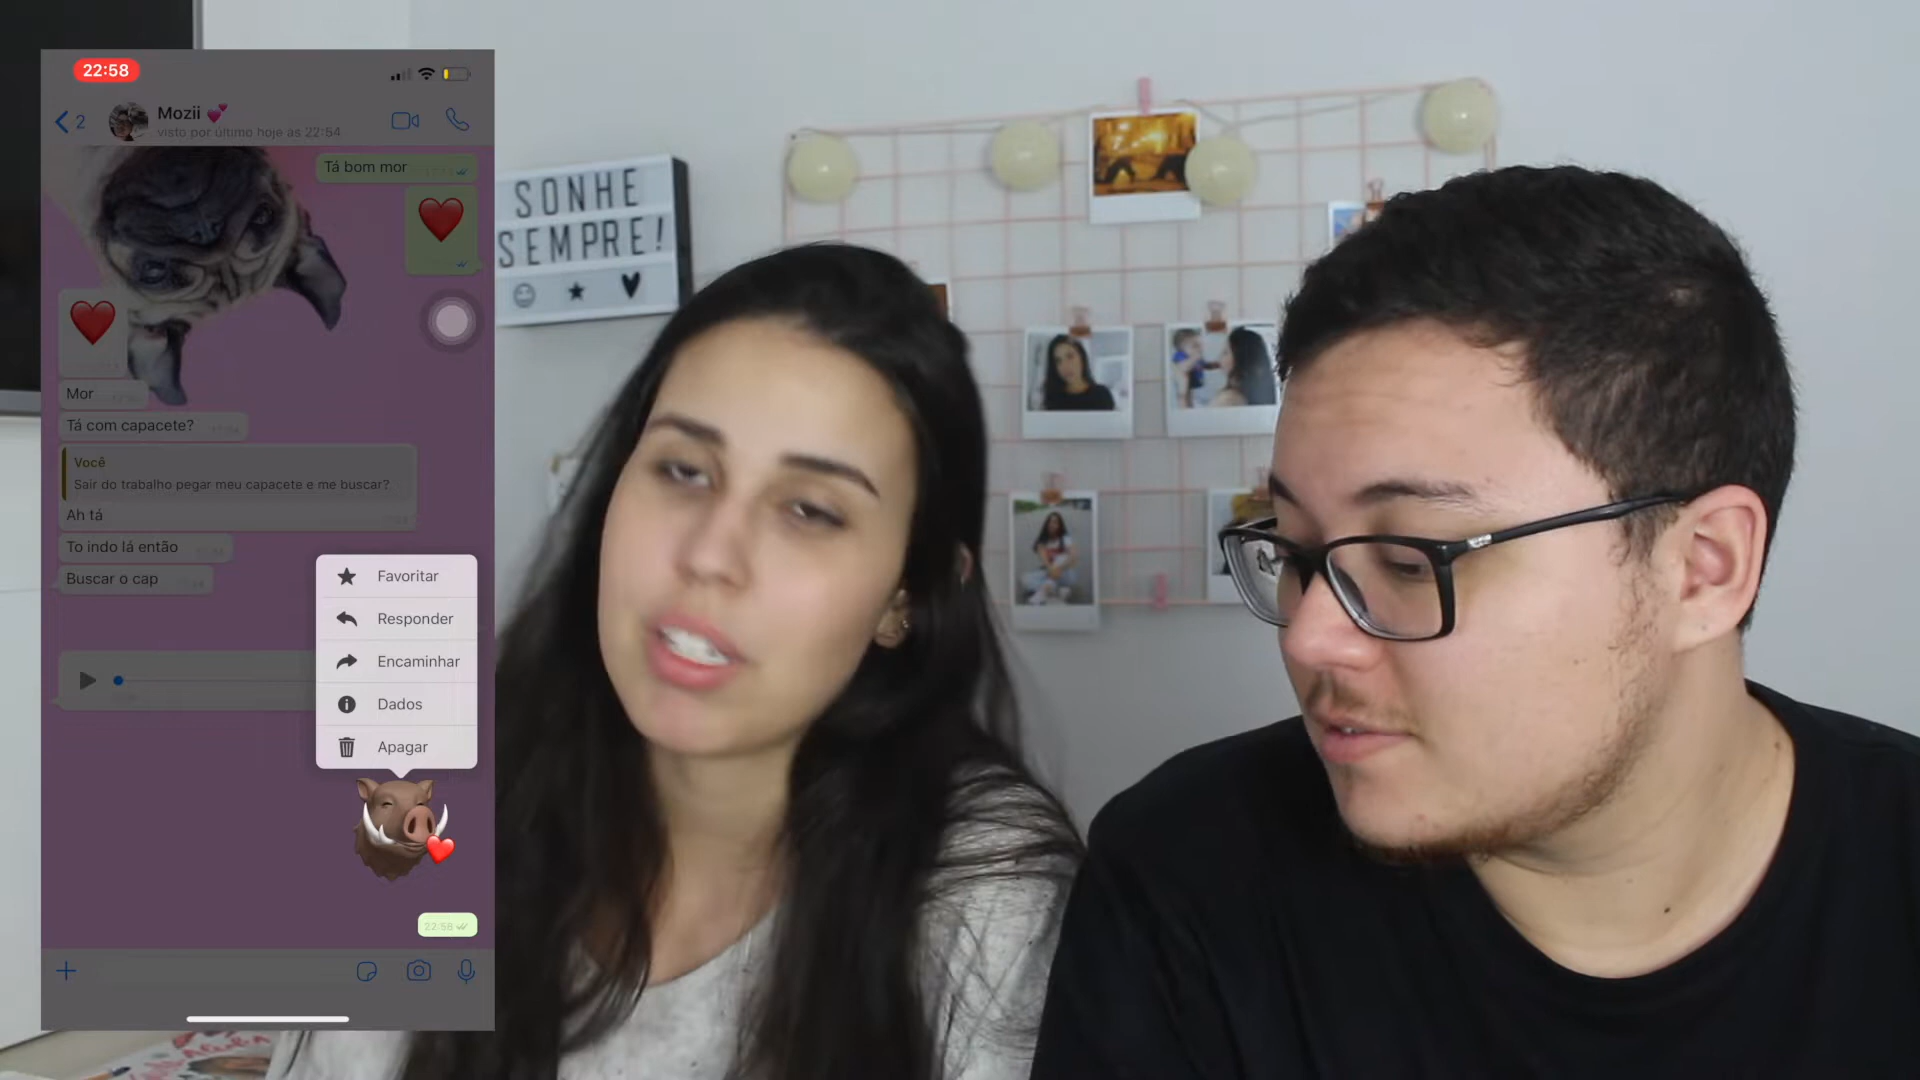 22:58
2
Mozii
visto por último hoje às 22:54
Tá bom mor
Mor
Tá com capacete?
Você
Sair do trabalho pegar meu capacete e me buscar?
Ah tá
To indo lá então
Buscar o cap
Favoritar
Responder
Encaminhar
Dados
Apagar
22:58
SONHE
SEMPRE!